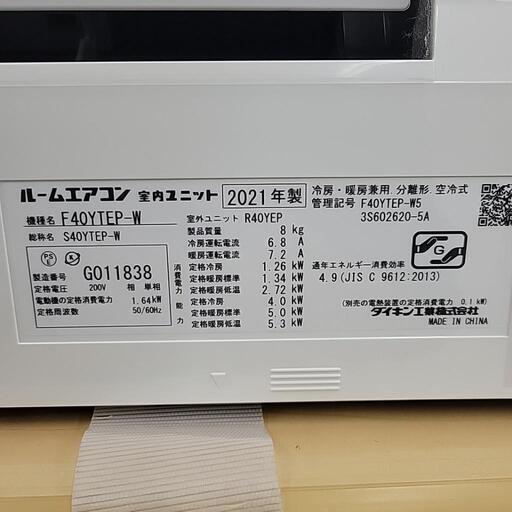 ルームエアコン 室内ユニット 2021年製
冷房・暖房兼用. 分離形. 空冷式
管理記号 F40YTEP-W5
3S602620-5A
機種名 F40YTEP-W
総称名 S40YTEP-W
室外ユニット R40YEP
製品質量 8 kg
冷房運転電流 6.8 A
暖房運転電流 7.2 A
消費電力
定格冷房 1.26 kW
定格暖房標準 1.34 kW
定格暖房低温 2.72 kW
能力
定格冷房 4.0 kW
定格暖房標準 5.0 kW
定格暖房低温 5.3 kW
PS
E
製造番号 G011838
定格電圧 200V 相 単相
電動機の定格消費電力 1.64kW
定格周波数 50/60Hz
G
通年エネルギー消費効率
4.9(JIS C 9612:2013)
(別売の電熱装置の定格消費電力 0.1kW)
ダイキン工業株式会社
MADE IN CHINA